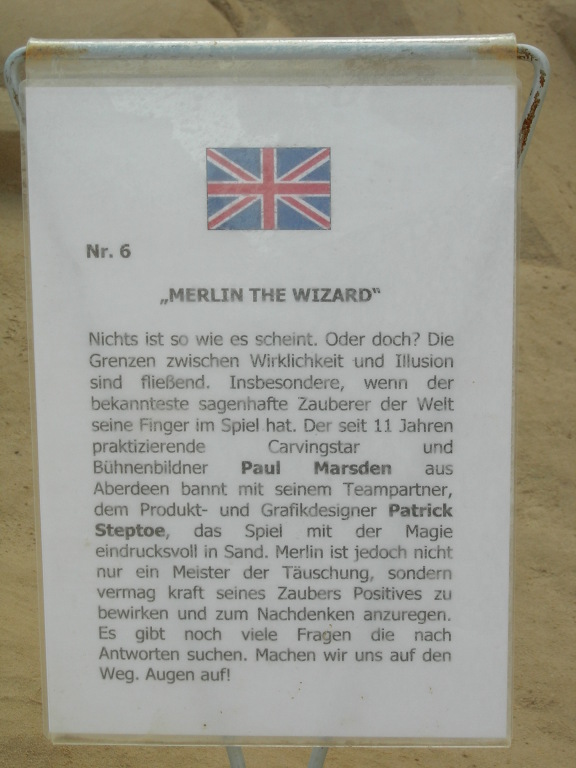 Nr. 6
„MERLIN THE WIZARD“
Nichts ist so wie es scheint. Oder doch? Die
Grenzen zwischen Wirklichkeit und Illusion
sind fließend. Insbesondere, wenn der
bekannteste sagenhafte Zauberer der Welt
seine Finger im Spiel hat. Der seit 11 Jahren
praktizierende Carvingstar und
Bühnenbildner Paul Marsden aus
Aberdeen bannt mit seinem Teampartner,
dem Produkt- und Grafikdesigner Patrick
Steptoe, das Spiel mit der Magie
eindrucksvoll in Sand. Merlin ist jedoch nicht
nur ein Meister der Täuschung, sondern
vermag kraft seines Zaubers Positives zu
bewirken und zum Nachdenken anzuregen.
Es gibt noch viele Fragen die nach
Antworten suchen. Machen wir uns auf den
Weg. Augen auf!